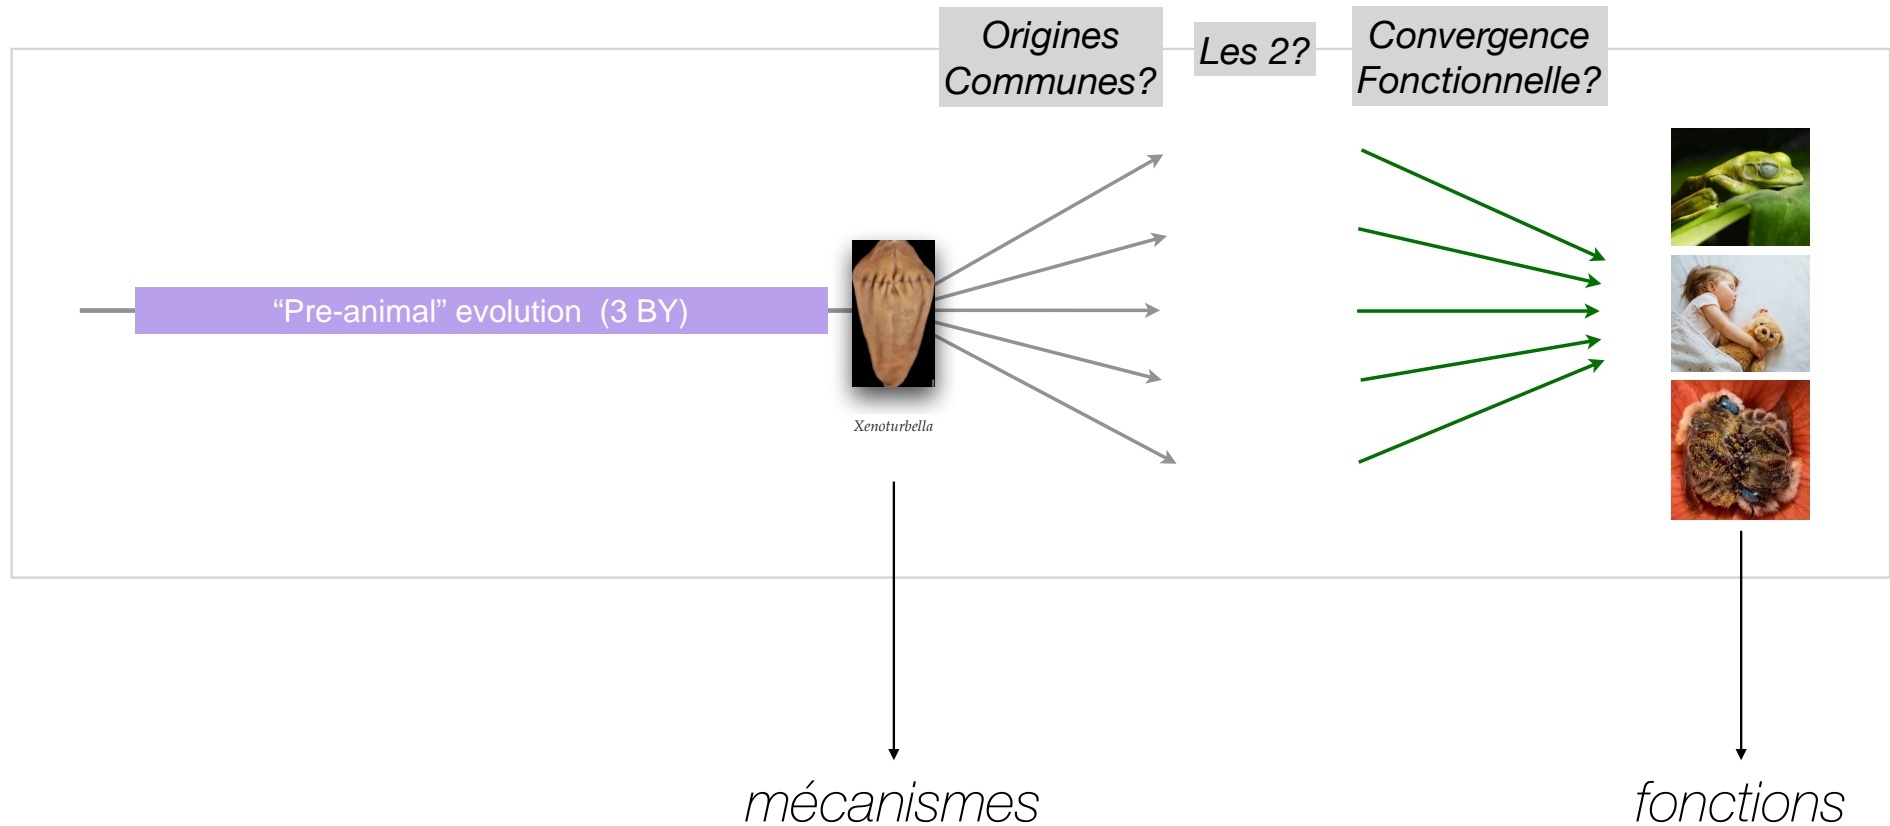 Origines
Communes?
Les 2?
Convergence
Fonctionnelle?
“Pre-animal” evolution  (3 BY)
Xenoturbella
mécanismes
fonctions